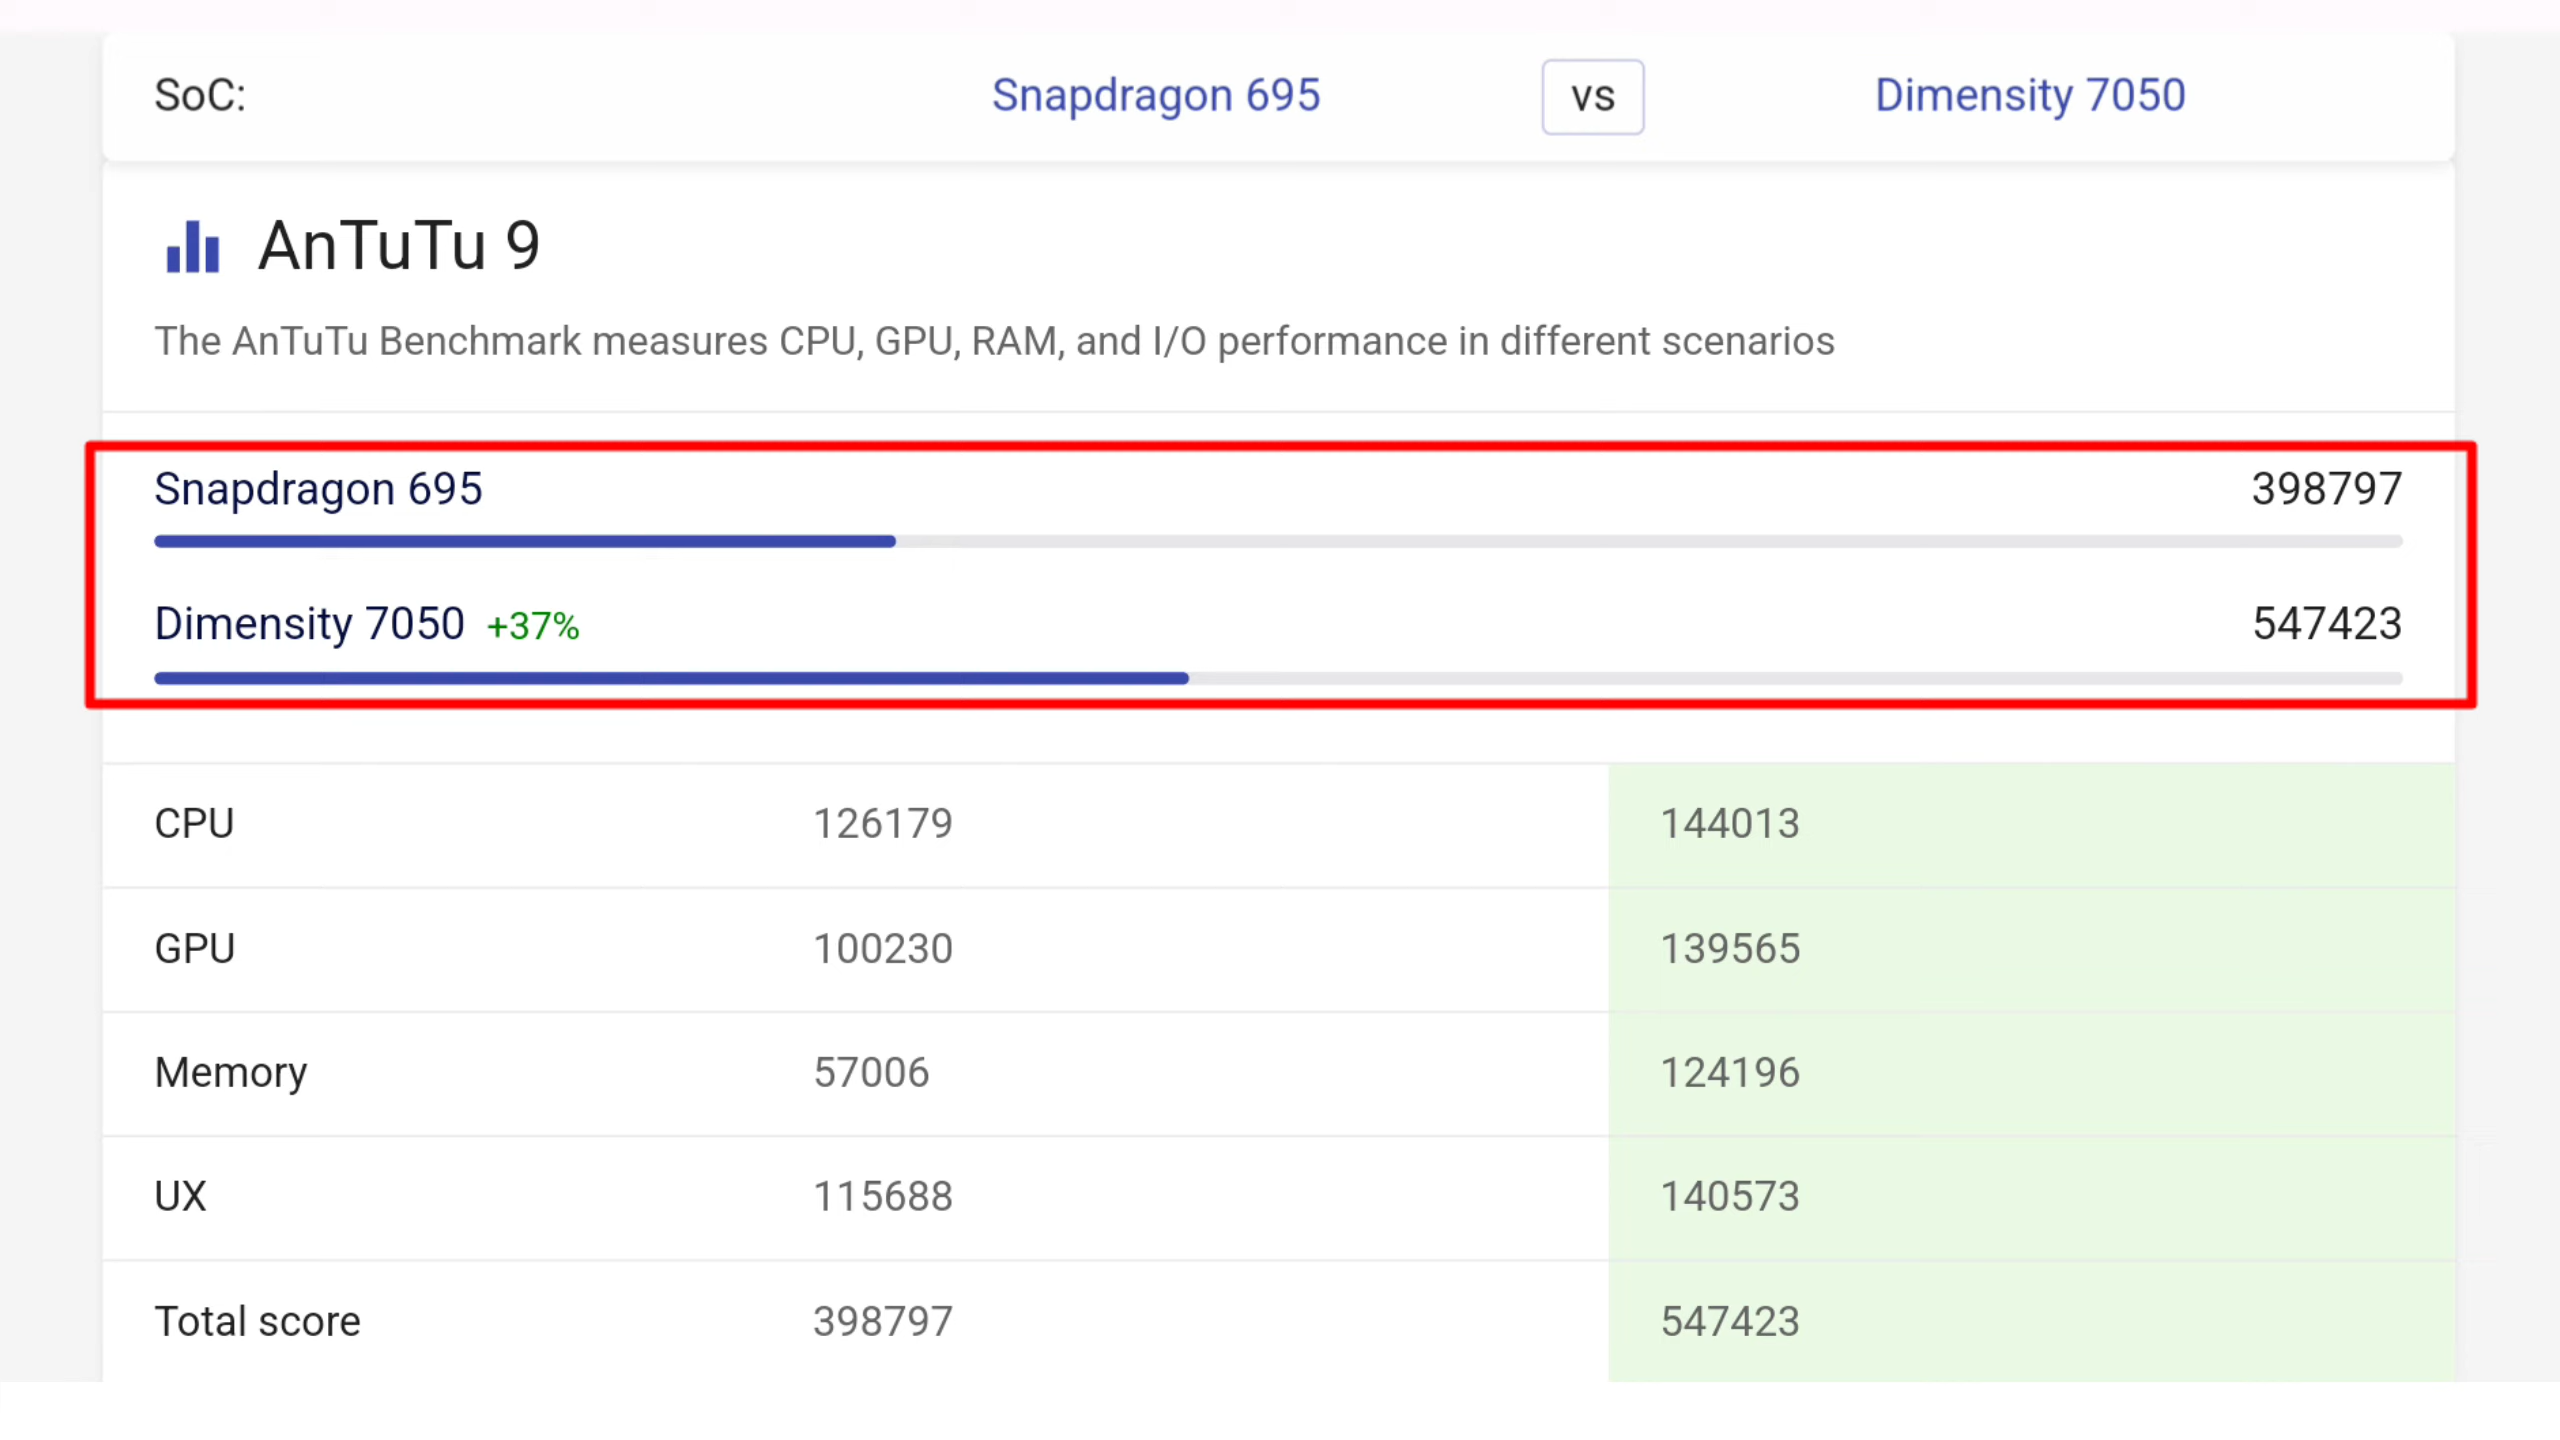 SoC: Snapdragon 695 vs Dimensity 7050
AnTuTu 9
The AnTuTu Benchmark measures CPU, GPU, RAM, and I/O performance in different scenarios
Snapdragon 695 398797
Dimensity 7050 +37% 547423
CPU 126179 144013
GPU 100230 139565
Memory 57006 124196
UX 115688 140573
Total score 398797 547423